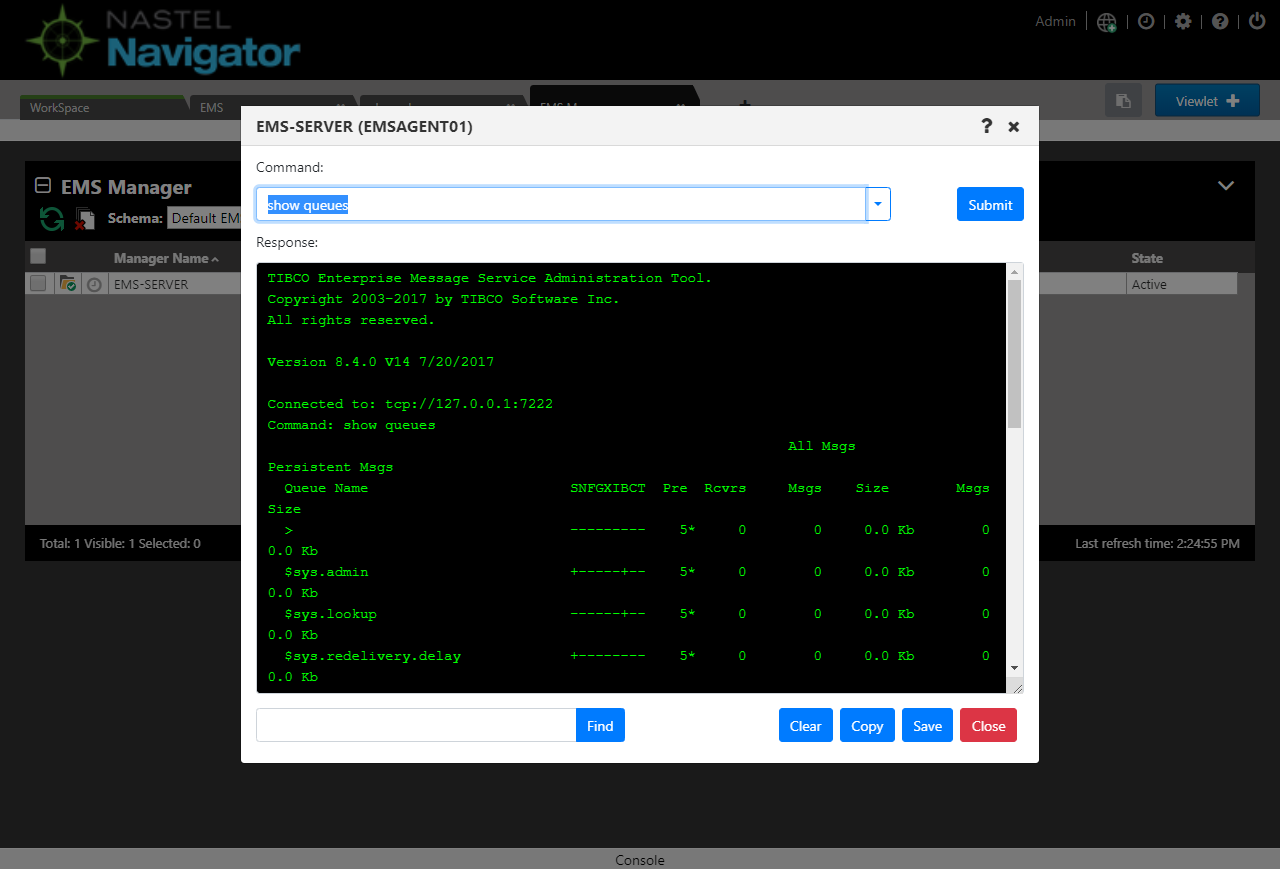 NASTEL
Navigator
Admin
WorkSpace
EMS
Viewlet
EMS-SERVER (EMSAGENT01)
Command:
show queues
Submit
Response:
EMS Manager
Schema:
Default EM
Manager Name
State
EMS-SERVER
Active
TIBCO Enterprise Message Service Administration Tool.
Copyright 2003-2017 by TIBCO Software Inc.
All rights reserved.
Version 8.4.0 V14 7/20/2017
Connected to: tcp://127.0.0.1:7222
Command: show queues
All Msgs
Persistent Msgs
Queue Name SNFGXIBCT Pre Rcvrs Msgs Size Msgs
Size
> --------- 5* 0 0 0.0 Kb 0
0.0 Kb
$sys.admin +-----+-- 5* 0 0 0.0 Kb 0
0.0 Kb
$sys.lookup ------+-- 5* 0 0 0.0 Kb 0
0.0 Kb
$sys.redelivery.delay +-------- 5* 0 0 0.0 Kb 0
0.0 Kb
Total: 1 Visible: 1 Selected: 0
Last refresh time: 2:24:55 PM
Find
Clear
Copy
Save
Close
Console